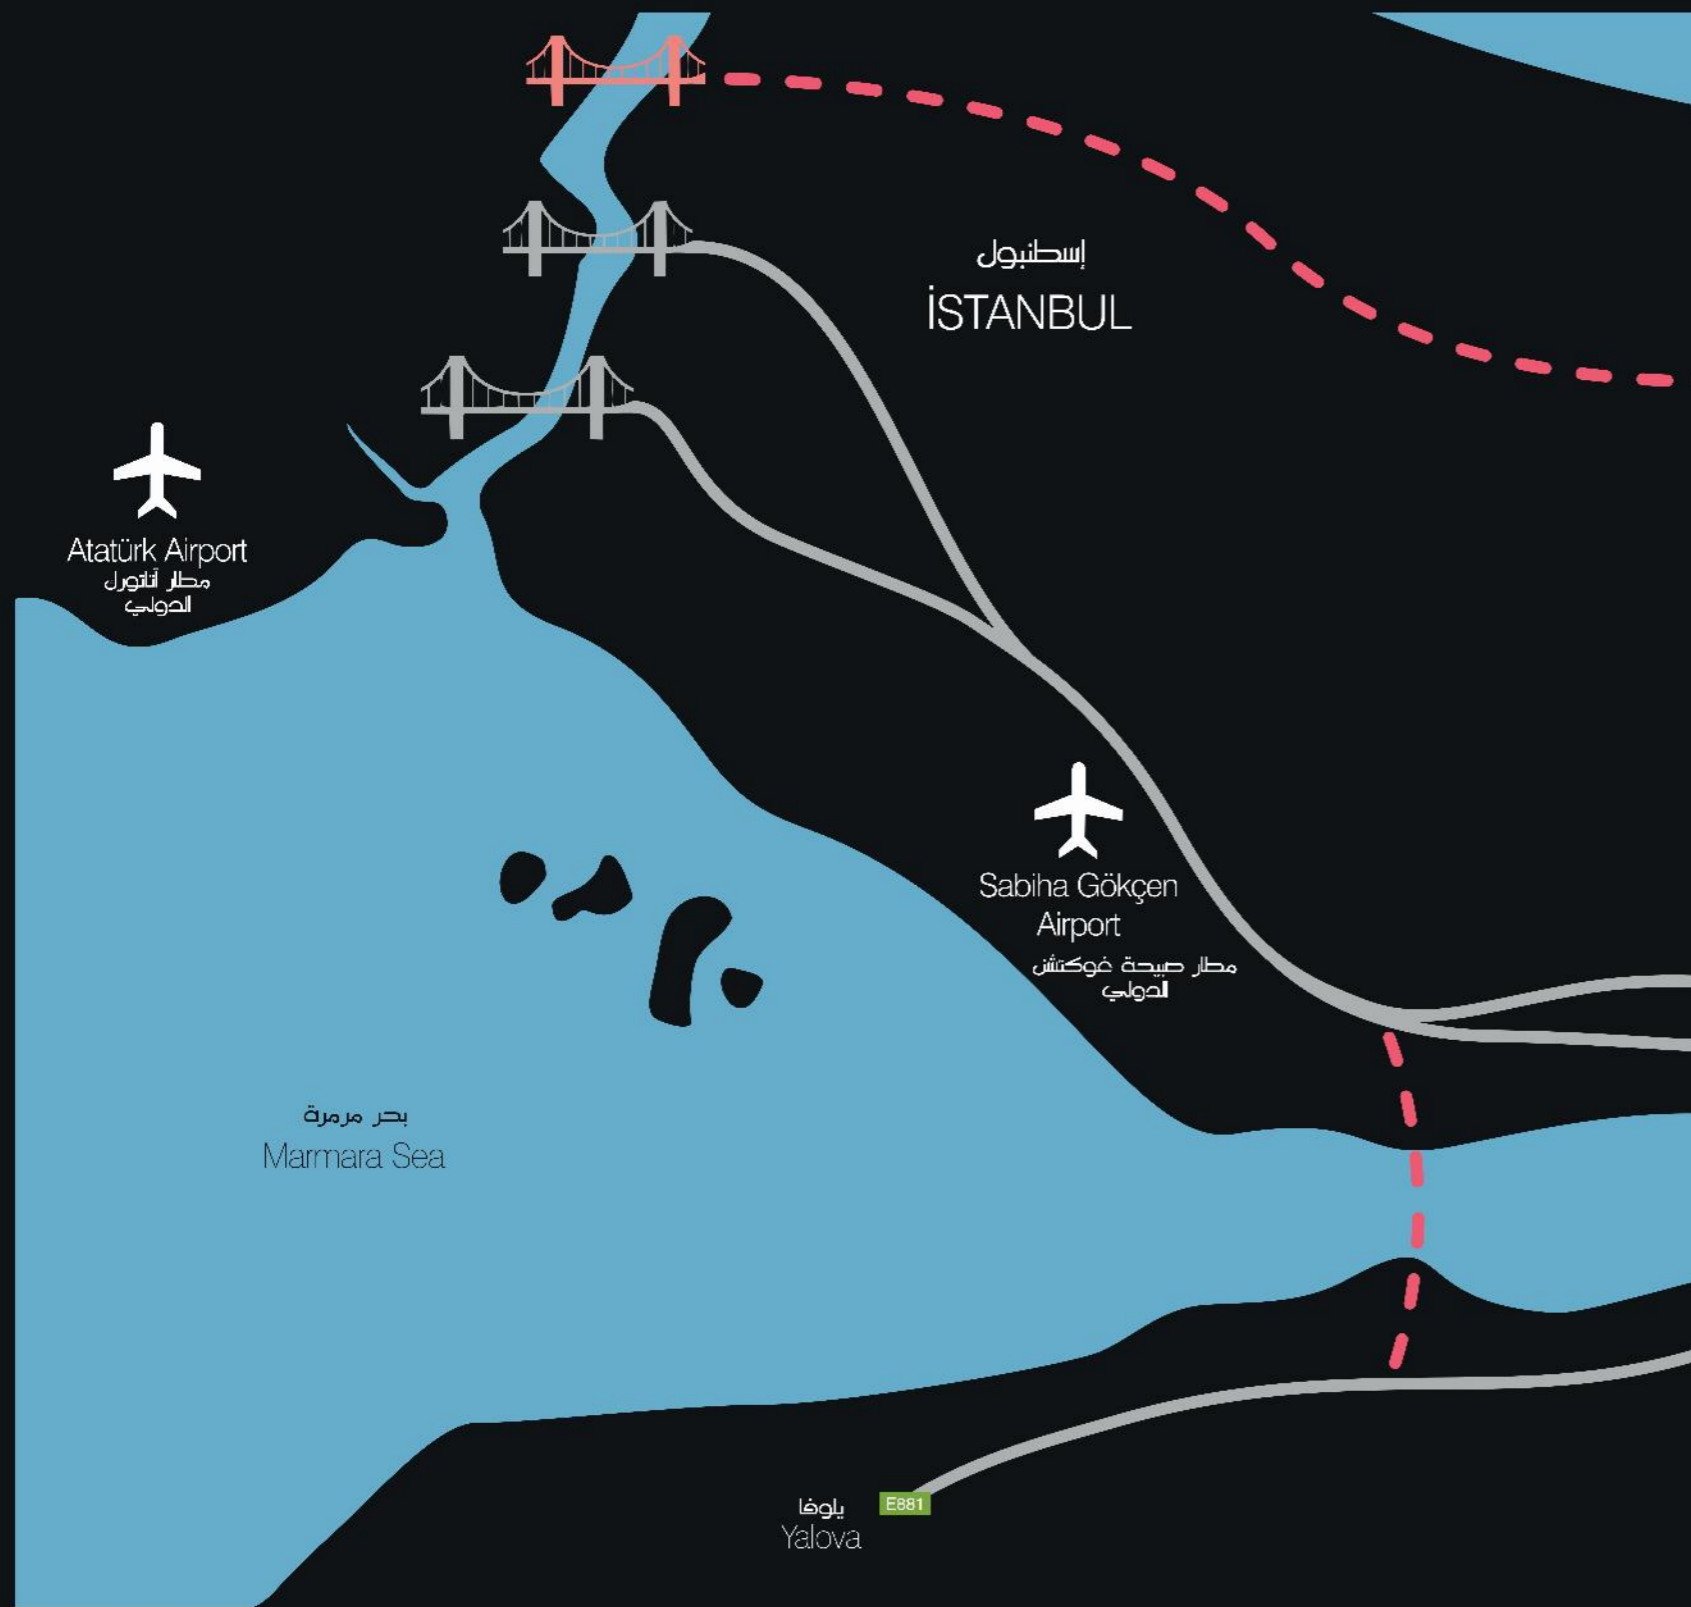 إسطنبول
İSTANBUL
Atatürk Airport
مطار آتاتورل
الدولي
Sabiha Gökçen
Airport
مطار صبيحة غوكتشن
الدولي
بحر مرمرة
Marmara Sea
يلوفا
E881
Yalova